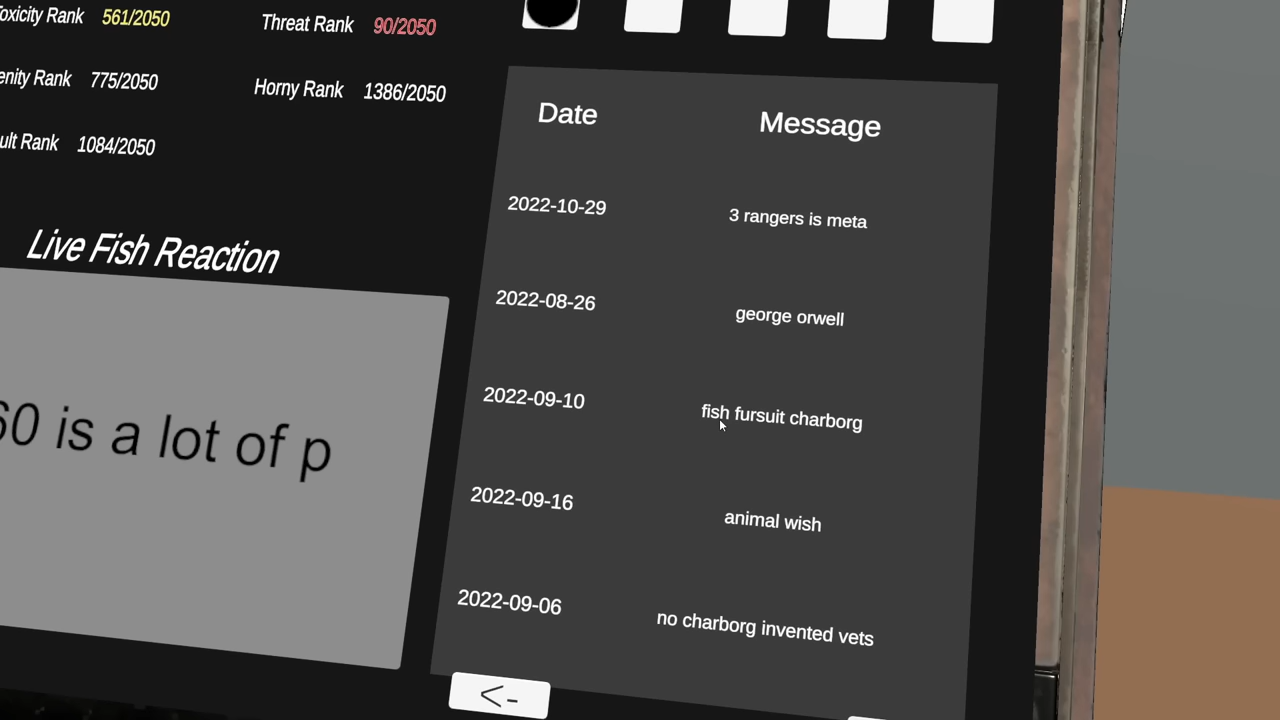 oxicity Rank 561/2050 Threat Rank 90/2050
enity Rank 775/2050 Horny Rank 1386/2050
ult Rank 1084/2050
Live Fish Reaction
60 is a lot of p
Date Message
2022-10-29 3 rangers is meta
2022-08-26 george orwell
2022-09-10 fish fursuit charborg
2022-09-16 animal wish
2022-09-06 no charborg invented vets
<-